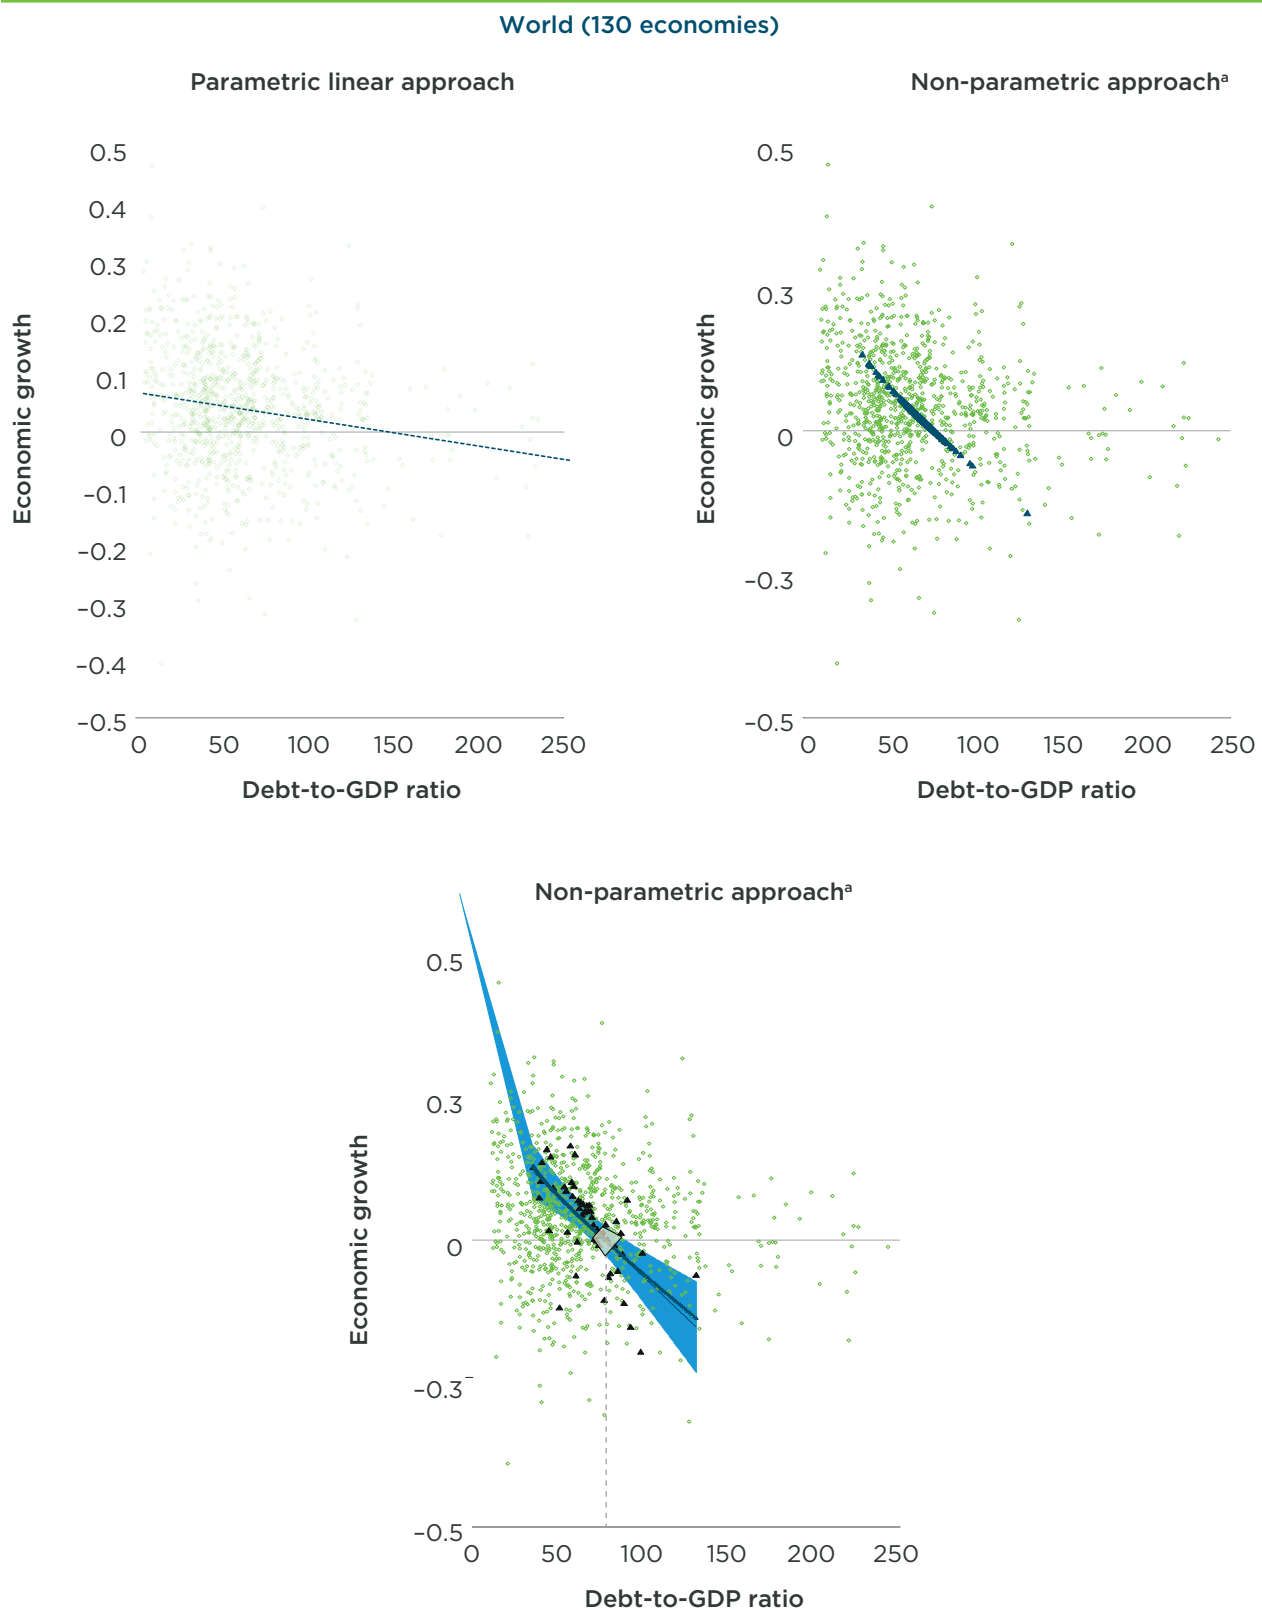 World (130 economies)
Parametric linear approach
Non-parametric approachᵃ
Economic growth
0.5
0.4
0.3
0.2
0.1
0
–0.1
–0.2
–0.3
–0.4
–0.5
0 50 100 150 200 250
Debt-to-GDP ratio
Economic growth
0.5
0.3
0
–0.3
–0.5
0 50 100 150 200 250
Debt-to-GDP ratio
Non-parametric approachᵃ
Economic growth
0.5
0.3
0
–0.3
–0.5
0 50 100 150 200 250
Debt-to-GDP ratio